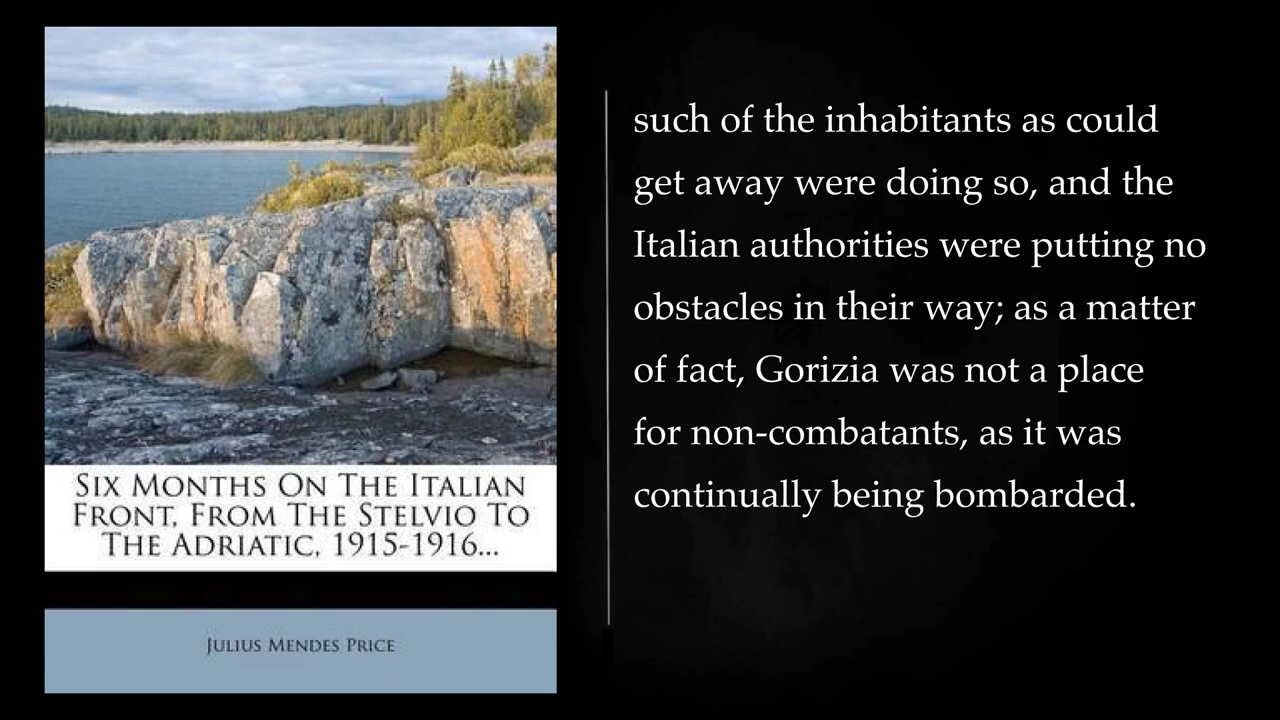 SIX MONTHS ON THE ITALIAN
FRONT, FROM THE STELVIO TO
THE ADRIATIC, 1915-1916...
JULIUS MENDES PRICE
such of the inhabitants as could
get away were doing so, and the
Italian authorities were putting no
obstacles in their way; as a matter
of fact, Gorizia was not a place
for non-combatants, as it was
continually being bombarded.